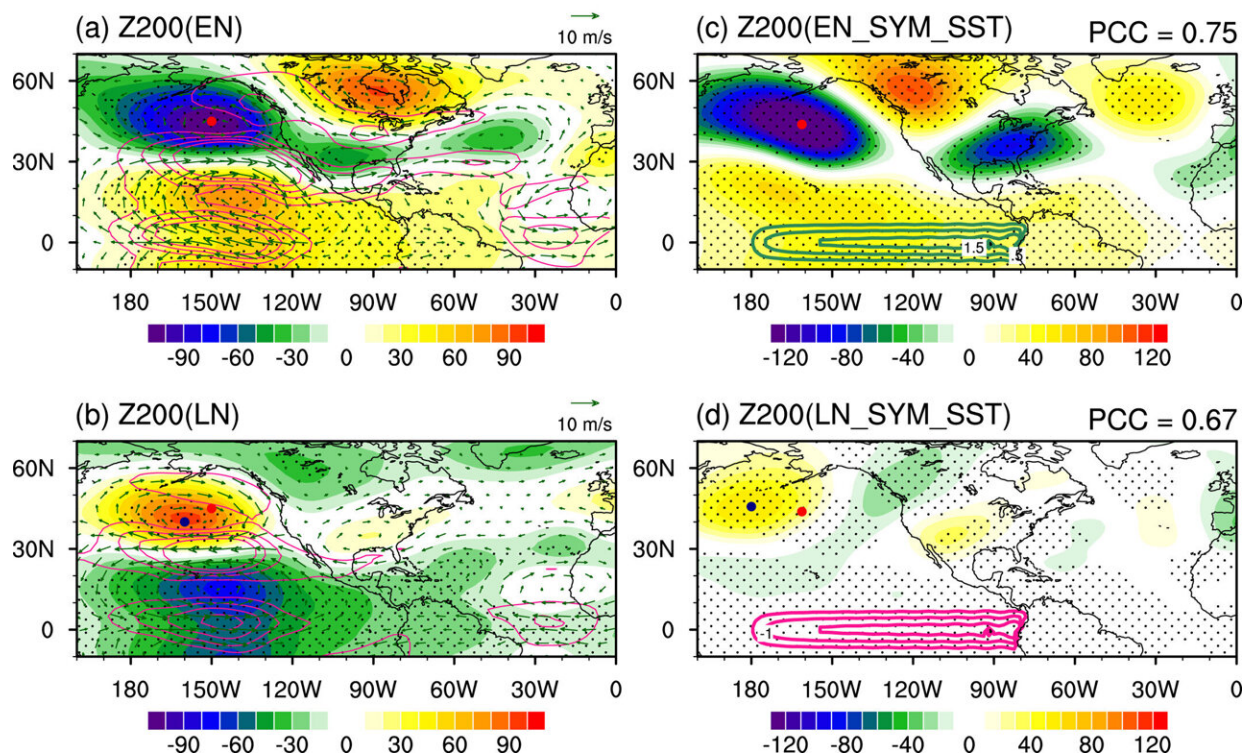 (a) Z200(EN)
10 m/s
60N
30N
0
180 150W 120W 90W 60W 30W 0
-90 -60 -30 0 30 60 90
(c) Z200(EN_SYM_SST) PCC = 0.75
60N
30N
0
1.5
.5
180 150W 120W 90W 60W 30W 0
-120 -80 -40 0 40 80 120
(b) Z200(LN)
10 m/s
60N
30N
0
180 150W 120W 90W 60W 30W 0
-90 -60 -30 0 30 60 90
(d) Z200(LN_SYM_SST) PCC = 0.67
60N
30N
0
180 150W 120W 90W 60W 30W 0
-120 -80 -40 0 40 80 120